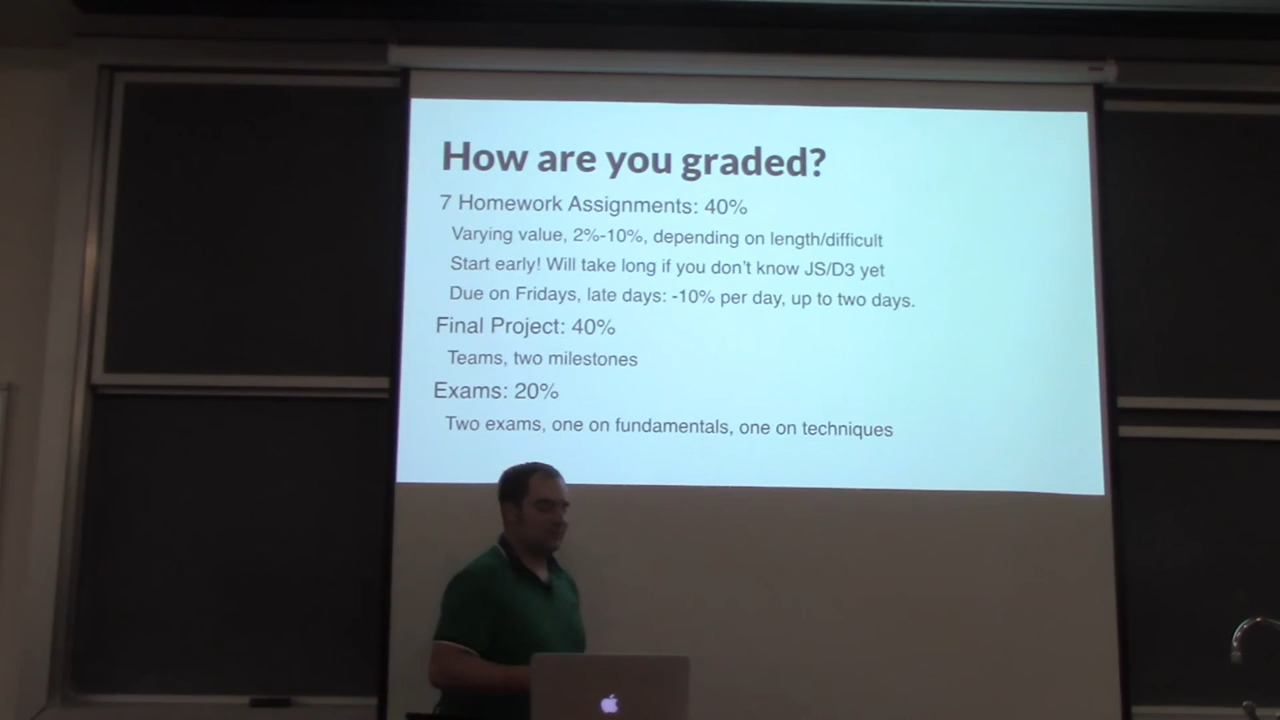 How are you graded?
7 Homework Assignments: 40%
Varying value, 2%-10%, depending on length/difficult
Start early! Will take long if you don't know JS/D3 yet
Due on Fridays, late days: -10% per day, up to two days.
Final Project: 40%
Teams, two milestones
Exams: 20%
Two exams, one on fundamentals, one on techniques